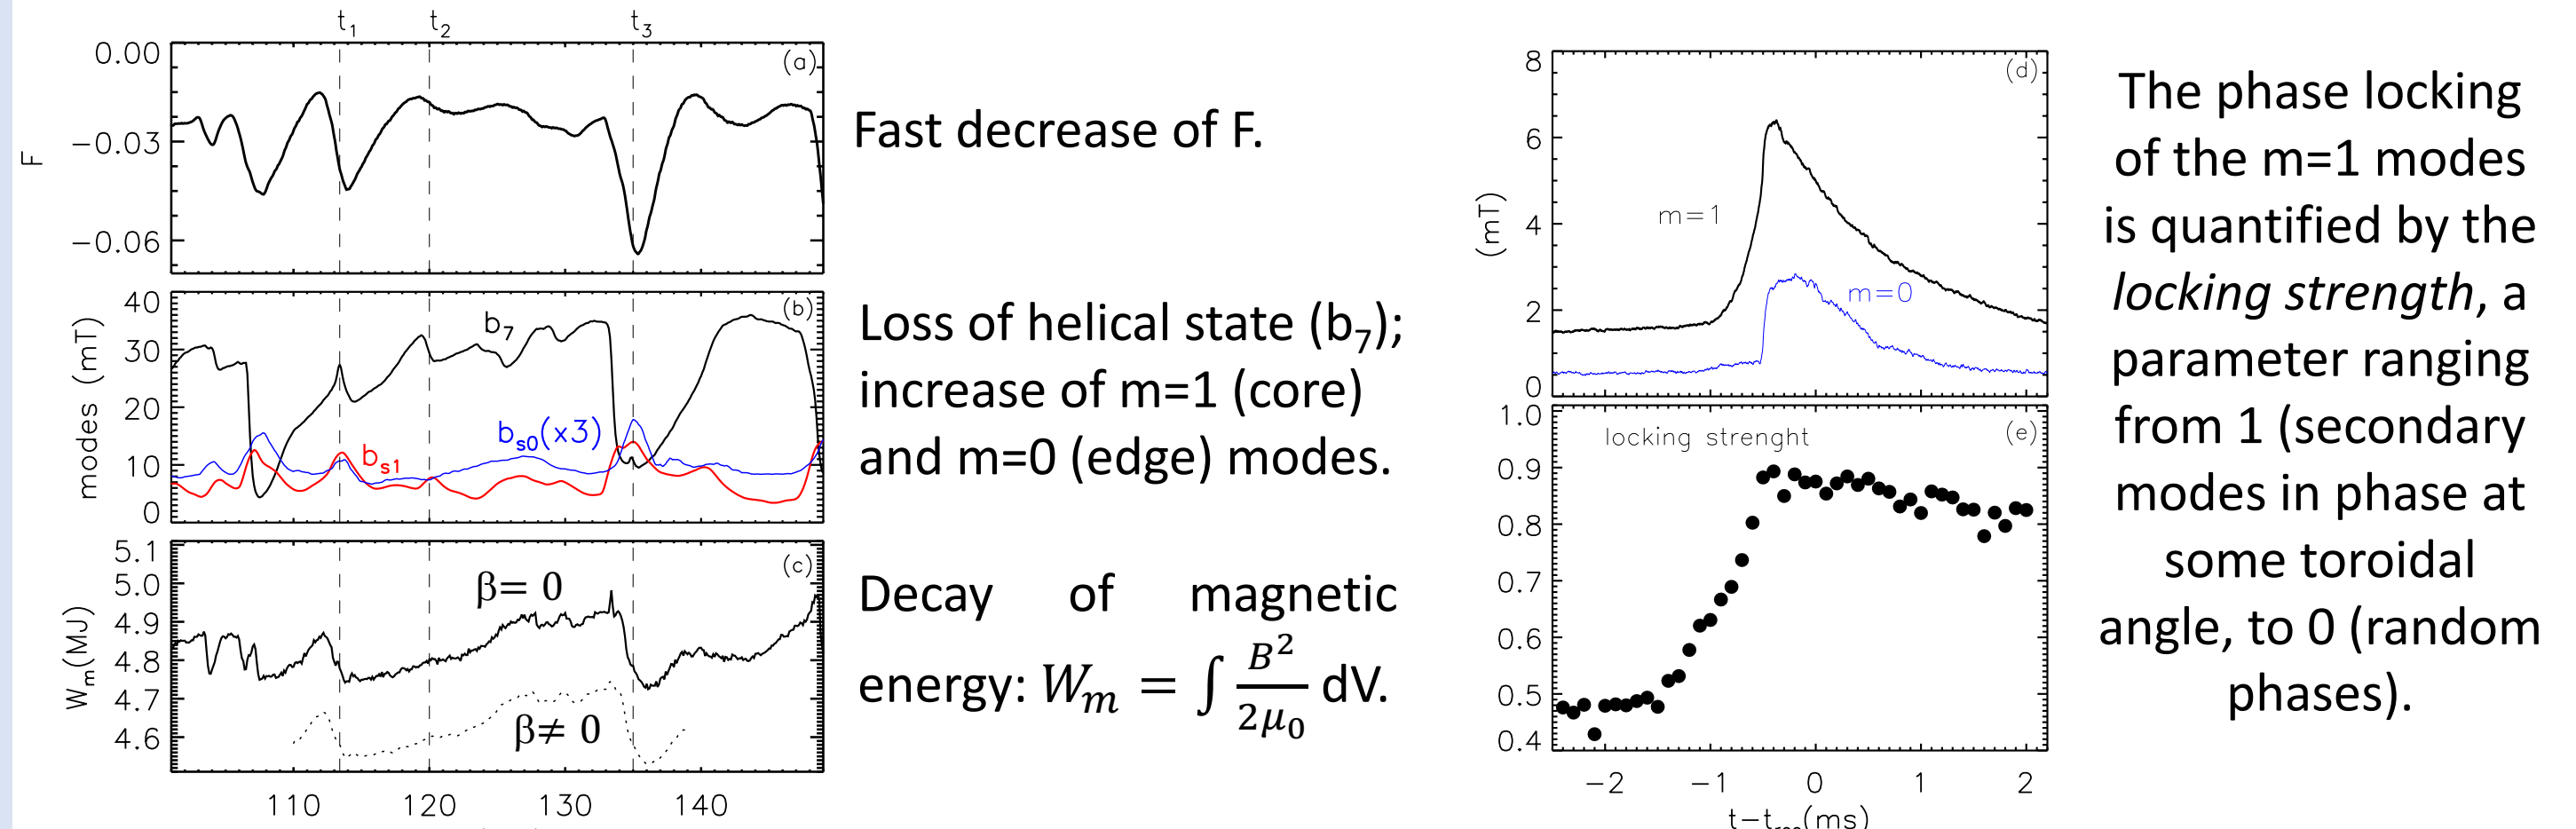 t1 t2 t3
(a)
0.00
−0.03
−0.06
F
Fast decrease of F.
(b)
40
30
20
10
0
modes (mT)
b7
bs0(x3)
bs1
Loss of helical state (b7);
increase of m=1 (core)
and m=0 (edge) modes.
(c)
5.1
5.0
4.9
4.8
4.7
4.6
Wm(MJ)
β= 0
β≠ 0
110 120 130 140
Decay of magnetic
energy: Wm = ∫ B²/2μ0 dV.
(d)
8
6
4
2
0
(mT)
m=1
m=0
(e)
locking strenght
1.0
0.9
0.8
0.7
0.6
0.5
0.4
−2 −1 0 1 2
(ms)
The phase locking
of the m=1 modes
is quantified by the
locking strength, a
parameter ranging
from 1 (secondary
modes in phase at
some toroidal
angle, to 0 (random
phases).